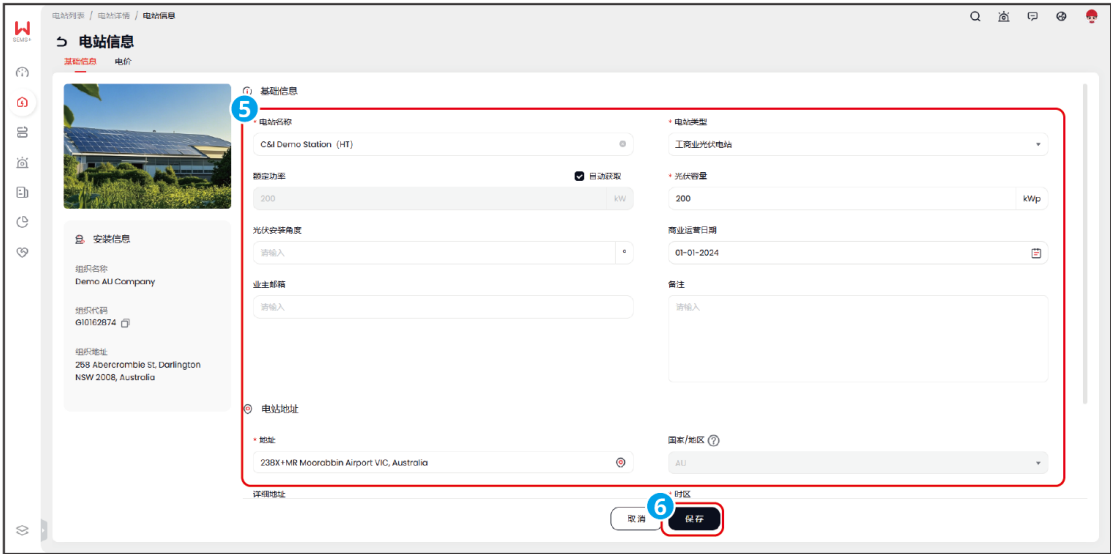 电站列表 / 电站详情 / 电站信息
DEMO+
电站信息
基础信息 电价
基础信息
5
* 电站名称
* 电站类型
C&I Demo Station (HT)
工商业光伏电站
额定功率
自动获取
* 光伏容量
200 kW
200 kWp
光伏安装角度
商业运营日期
请输入 °
01-01-2024
业主邮箱
备注
请输入
请输入
安装信息
组织名称
Demo AU Company
组织代码
G10162874
组织地址
258 Abercrombie St, Darlington
NSW 2008, Australia
电站地址
* 地址
国家/地区
238X+MR Moorabbin Airport VIC, Australia
AU
详细地址
* 时区
6
取消
保存